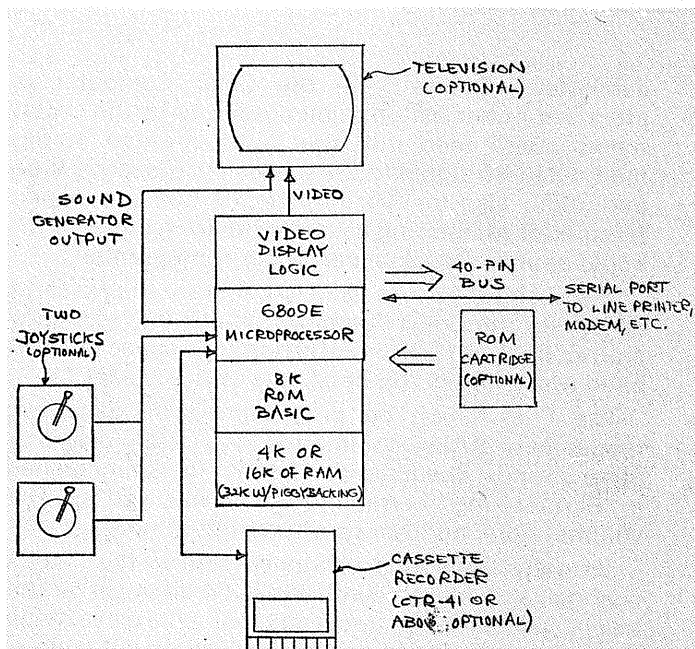 TELEVISION
(OPTIONAL)
SOUND
GENERATOR
OUTPUT
VIDEO
VIDEO
DISPLAY
LOGIC
40-PIN
BUS
SERIAL PORT
TO LINE PRINTER,
MODEM, ETC.
6809E
MICROPROCESSOR
TWO
JOYSTICKS
(OPTIONAL)
ROM
CARTRIDGE
(OPTIONAL)
8K
ROM
BASIC
4K OR
16K OF RAM
(32K W/PIGGYBACKING)
CASSETTE
RECORDER
(CTR-41 OR
ABOVE: OPTIONAL)